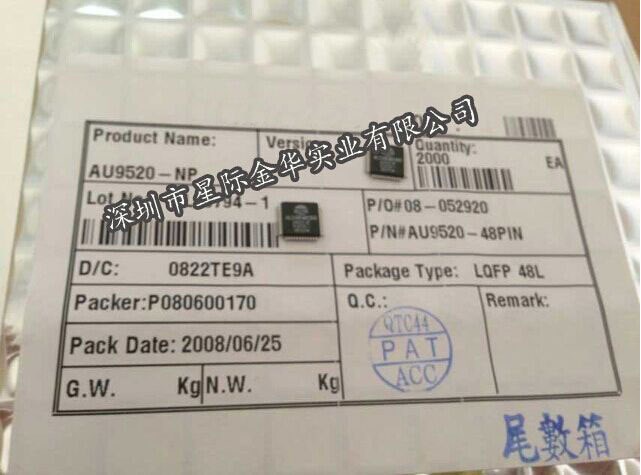 Product Name:
AU9520-NP
Quantity:
2000
EA
深圳市星际金华实业有限公司
794-1
P/O#08-052920
P/N#AU9520-48PIN
D/C: 0822TE9A
Package Type: LQFP 48L
Packer:P080600170
Q.C.:
Remark:
QTC44
PAT
ACC
Pack Date: 2008/06/25
G.W. Kg
N.W. Kg
尾數箱